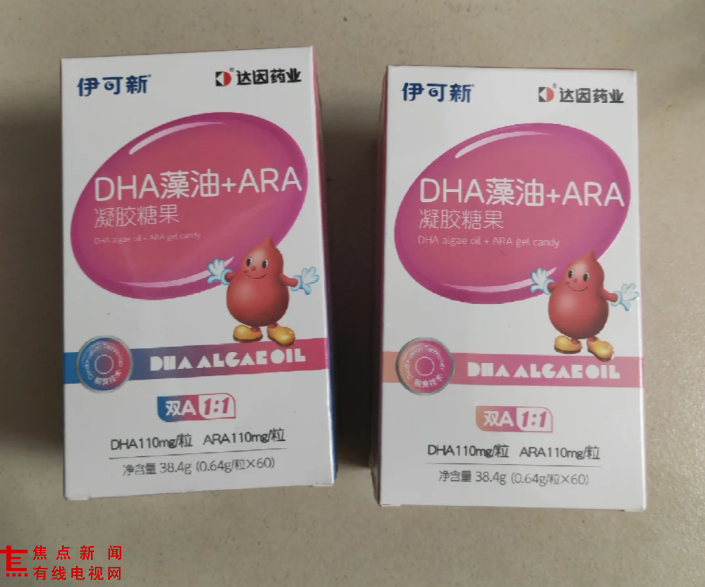 伊可新®
达因药业
DHA藻油+ARA
凝胶糖果
DHA algae oil + ARA gel candy
DHA ALGAE OIL
双A 1:1
DHA110mg/粒 ARA110mg/粒
净含量 38.4g (0.64g/粒×60)
伊可新®
达因药业
DHA藻油+ARA
凝胶糖果
DHA algae oil + ARA gel candy
DHA ALGAE OIL
双A 1:1
DHA110mg/粒 ARA110mg/粒
净含量 38.4g (0.64g/粒×60)
焦点新闻
有线电视网